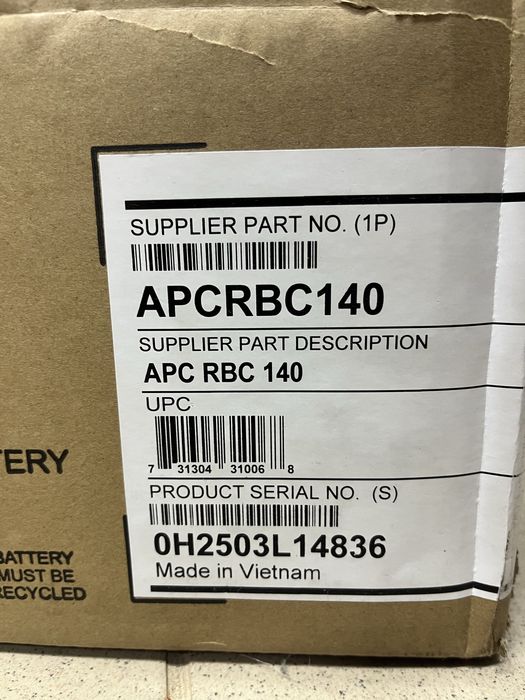 SUPPLIER PART NO. (1P)
APCRBC140
SUPPLIER PART DESCRIPTION
APC RBC 140
UPC
7 31304 31006 8
PRODUCT SERIAL NO. (S)
0H2503L14836
Made in Vietnam
TERY
BATTERY
MUST BE
RECYCLED